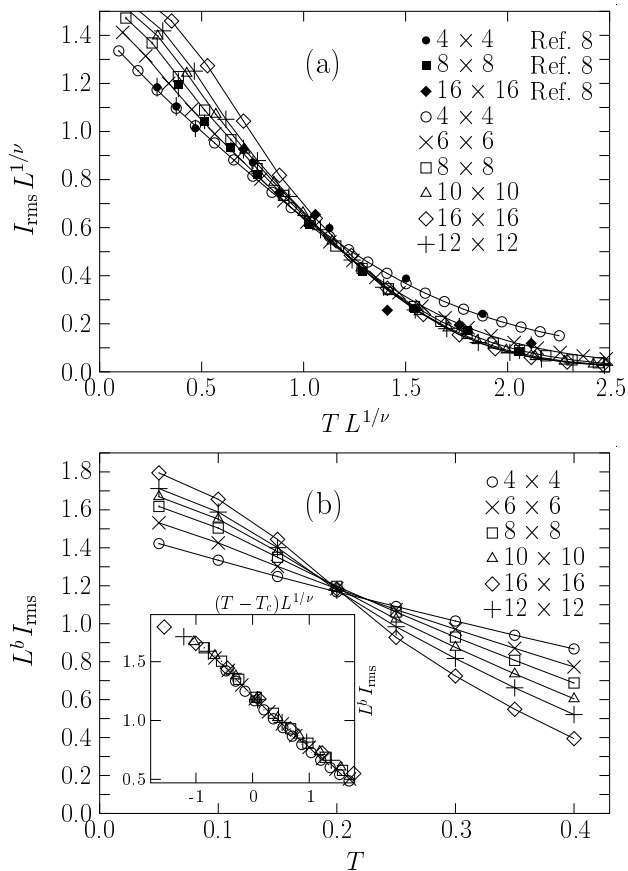 1.4
1.2
1.0
0.8
0.6
0.4
0.2
0.0
I_rms L^{1/ν}
(a)
4 × 4 Ref. 8
8 × 8 Ref. 8
16 × 16 Ref. 8
4 × 4
6 × 6
8 × 8
10 × 10
16 × 16
12 × 12
0.0 0.5 1.0 1.5 2.0 2.5
T L^{1/ν}
1.8
1.6
1.4
1.2
1.0
0.8
0.6
0.4
0.2
0.0
L^b I_rms
(b)
4 × 4
6 × 6
8 × 8
10 × 10
16 × 16
12 × 12
(T − T_c)L^{1/ν}
1.5
1.0
0.5
L^b I_rms
-1 0 1
0.0 0.1 0.2 0.3 0.4
T